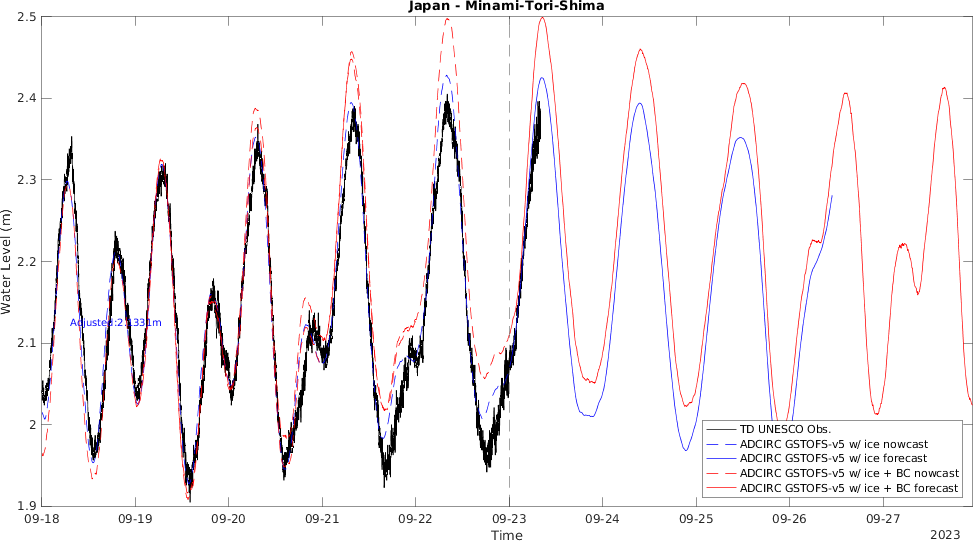 Japan - Minami-Tori-Shima
Water Level (m)
2.5
2.4
2.3
2.2
2.1
2
1.9
TD UNESCO Obs.
ADCIRC GSTOFS-v5 w/ ice nowcast
ADCIRC GSTOFS-v5 w/ ice forecast
ADCIRC GSTOFS-v5 w/ ice + BC nowcast
ADCIRC GSTOFS-v5 w/ ice + BC forecast
09-18 09-19 09-20 09-21 09-22 09-23 09-24 09-25 09-26 09-27
Time
2023